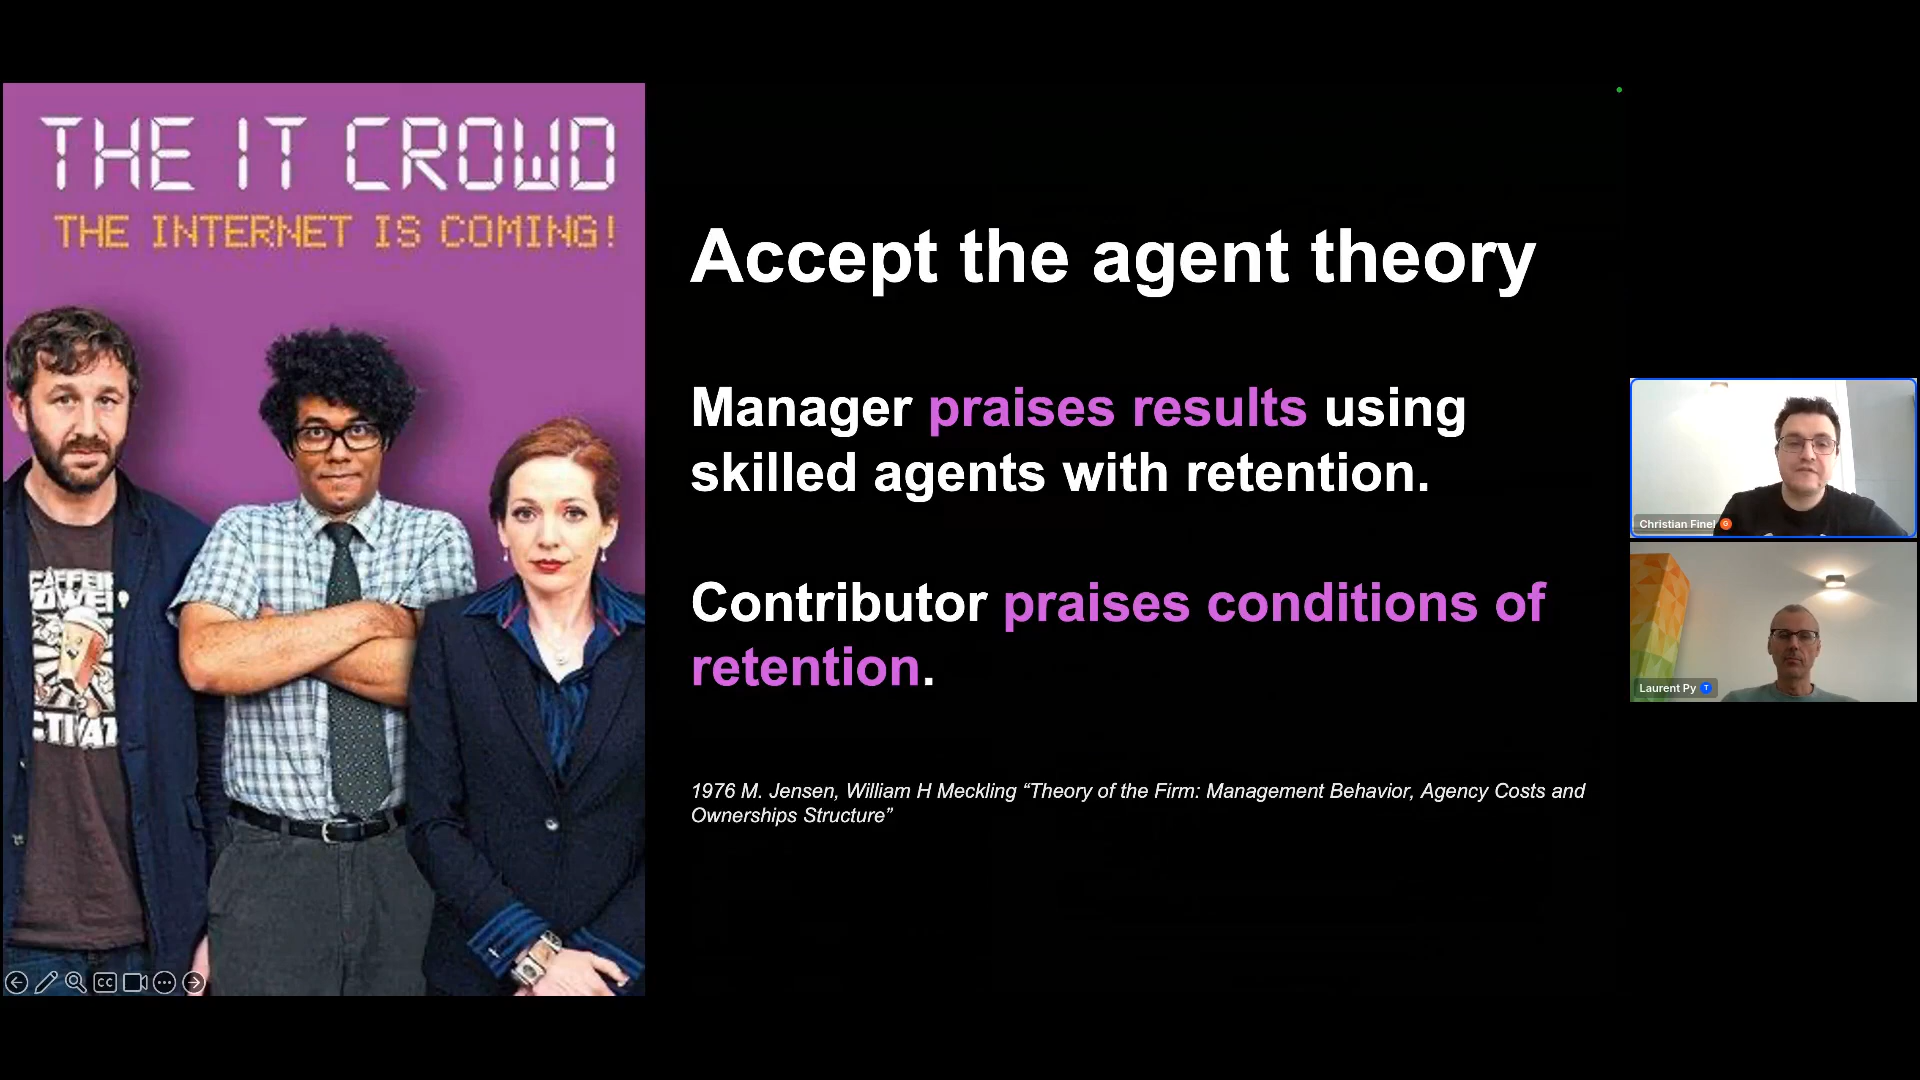 THE IT CROWD
THE INTERNET IS COMING!
Accept the agent theory
Manager praises results using
skilled agents with retention.
Contributor praises conditions of
retention.
1976 M. Jensen, William H Meckling “Theory of the Firm: Management Behavior, Agency Costs and
Ownerships Structure”
Christian Finel
Laurent Py
CC